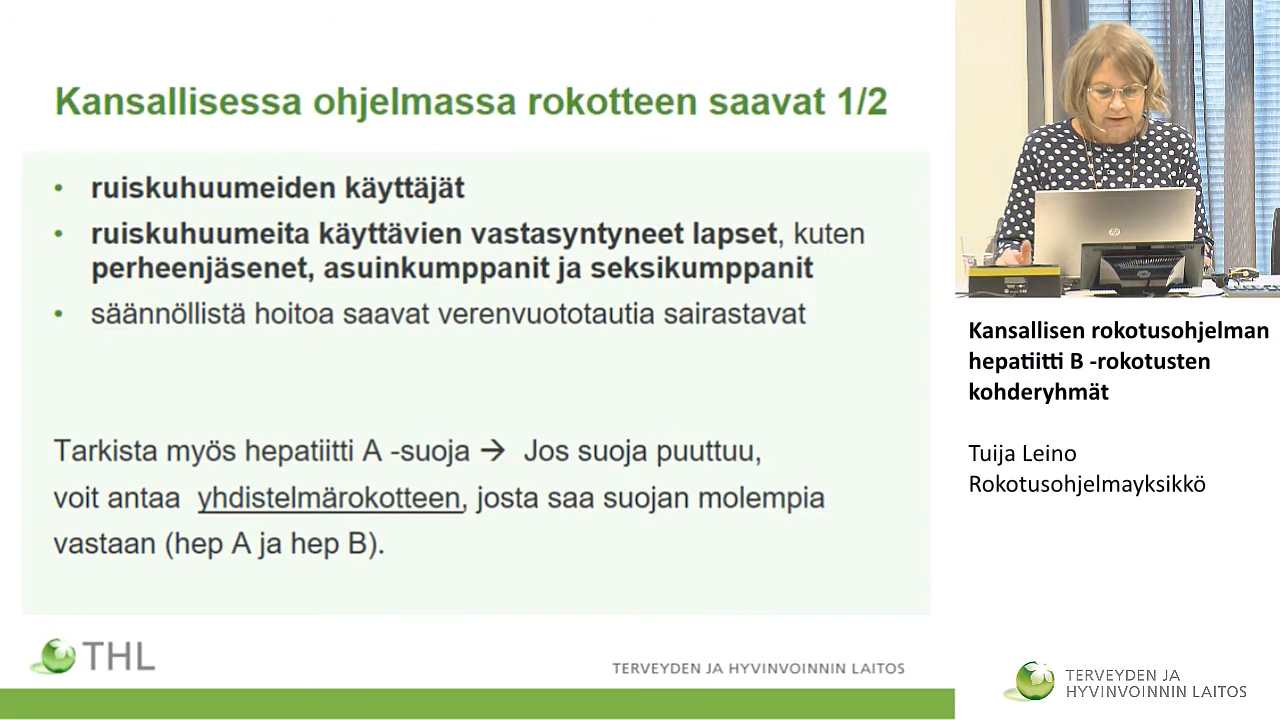 Kansallisessa ohjelmassa rokotteen saavat 1/2
• ruiskuhuumeiden käyttäjät
• ruiskuhuumeita käyttävien vastasyntyneet lapset, kuten
perheenjäsenet, asuinkumppanit ja seksikumppanit
• säännöllistä hoitoa saavat verenvuototautia sairastavat
Tarkista myös hepatiitti A -suoja → Jos suoja puuttuu,
voit antaa yhdistelmärokotteen, josta saa suojan molempia
vastaan (hep A ja hep B).
THL
TERVEYDEN JA HYVINVOINNIN LAITOS
hp
Kansallisen rokotusohjelman
hepatiitti B -rokotusten
kohderyhmät
Tuija Leino
Rokotusohjelmayksikkö
TERVEYDEN JA
HYVINVOINNIN LAITOS